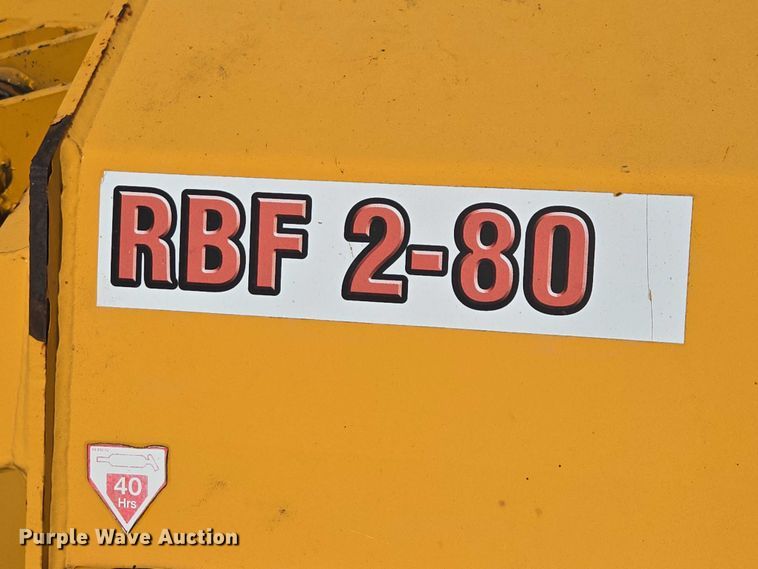 RBF 2-80
40
Hrs
Purple Wave Auction